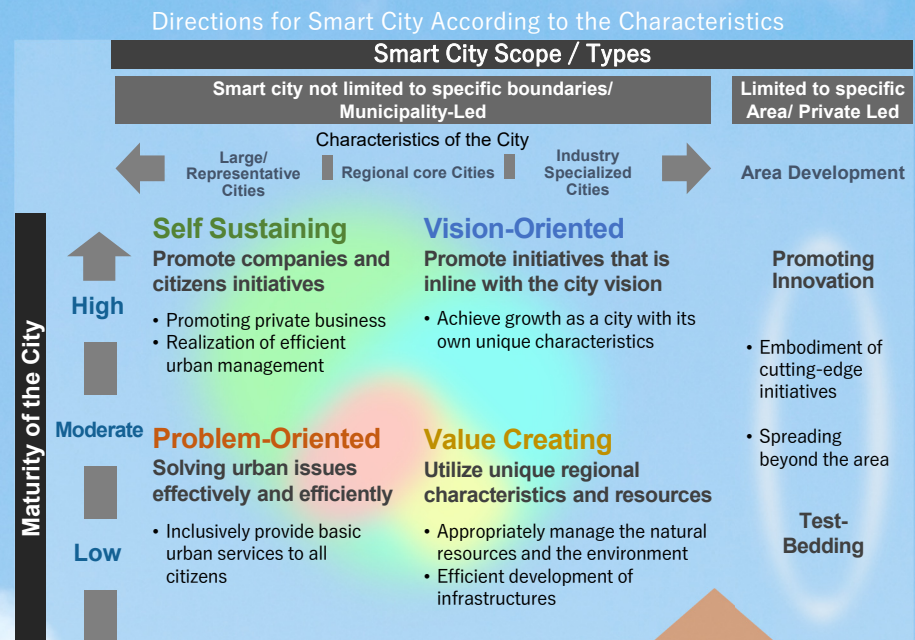 Directions for Smart City According to the Characteristics
Smart City Scope / Types
Smart city not limited to specific boundaries/
Municipality-Led
Limited to specific
Area/ Private Led
Characteristics of the City
Large/
Representative
Cities
Regional core Cities
Industry
Specialized
Cities
Area Development
Maturity of the City
High
Moderate
Low
Self Sustaining
Promote companies and
citizens initiatives
• Promoting private business
• Realization of efficient
urban management
Vision-Oriented
Promote initiatives that is
inline with the city vision
• Achieve growth as a city with its
own unique characteristics
Problem-Oriented
Solving urban issues
effectively and efficiently
• Inclusively provide basic
urban services to all
citizens
Value Creating
Utilize unique regional
characteristics and resources
• Appropriately manage the natural
resources and the environment
• Efficient development of
infrastructures
Promoting
Innovation
• Embodiment of
cutting-edge
initiatives
• Spreading
beyond the area
Test-
Bedding